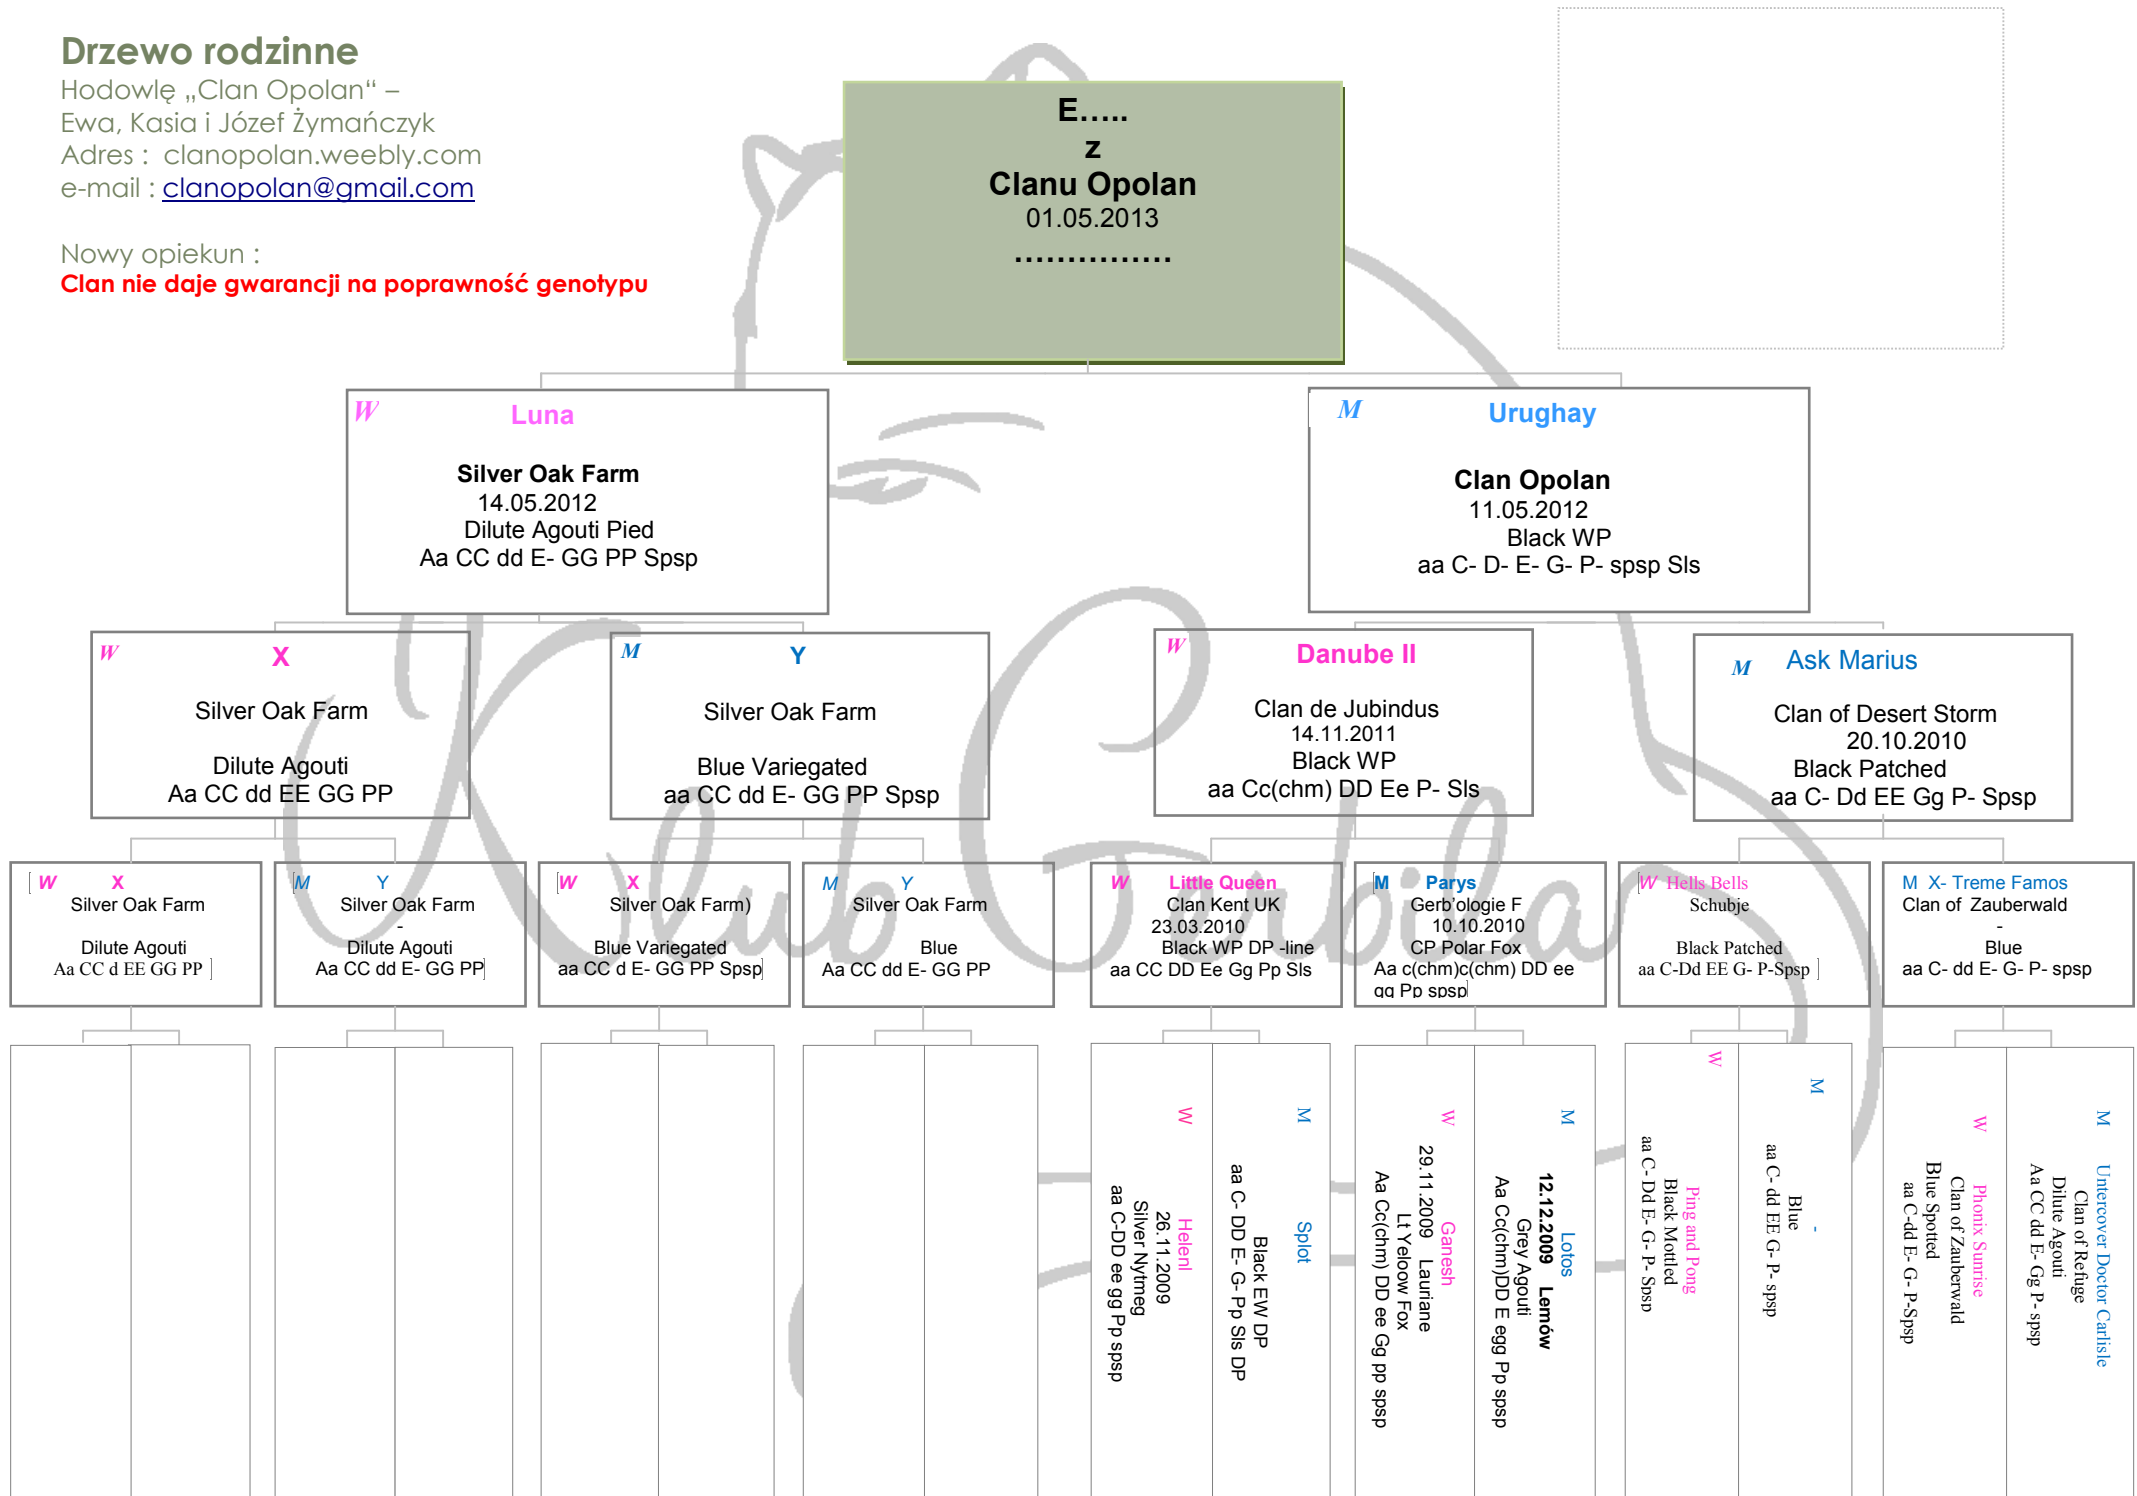 Drzewo rodzinne
Hodowlę „Clan Opolan“ –
Ewa, Kasia i Józef Żymańczyk
Adres : clanopolan.weebly.com
e-mail : clanopolan@gmail.com
Nowy opiekun :
Clan nie daje gwarancji na poprawność genotypu
E.....
z
Clanu Opolan
01.05.2013
...............
W Luna
Silver Oak Farm
14.05.2012
Dilute Agouti Pied
Aa CC dd E- GG PP Spsp
M Urughay
Clan Opolan
11.05.2012
Black WP
aa C- D- E- G- P- spsp Sls
W X
Silver Oak Farm
Dilute Agouti
Aa CC dd EE GG PP
M Y
Silver Oak Farm
Blue Variegated
aa CC dd E- GG PP Spsp
W Danube II
Clan de Jubindus
14.11.2011
Black WP
aa Cc(chm) DD Ee P- Sls
M Ask Marius
Clan of Desert Storm
20.10.2010
Black Patched
aa C- Dd EE Gg P- Spsp
W X
Silver Oak Farm
Dilute Agouti
Aa CC d EE GG PP
M Y
Silver Oak Farm
-
Dilute Agouti
Aa CC dd E- GG PP
W X
Silver Oak Farm)
Blue Variegated
aa CC d E- GG PP Spsp
M Y
Silver Oak Farm
Blue
Aa CC dd E- GG PP
W Little Queen
Clan Kent UK
23.03.2010
Black WP DP -line
aa CC DD Ee Gg Pp Sls
M Parys
Gerb'ologie F
10.10.2010
CP Polar Fox
Aa c(chm)c(chm) DD ee
gg Pp spsp
W Hells Bells
Schubje
Black Patched
aa C-Dd EE G- P-Spsp
M X- Treme Famos
Clan of Zauberwald
-
Blue
aa C- dd E- G- P- spsp
W Helenl
26.11.2009
Silver Nytmeg
aa C-DD ee gg Pp spsp
M Splot
Black EW DP
aa C- DD E- G- Pp Sls DP
W Ganesh
29.11.2009 Lauriane
Lt Yeloow Fox
Aa Cc(chm) DD ee Gg pp spsp
M Lotos
12.12.2009 Lemów
Grey Agouti
Aa Cc(chm)DD E egg Pp spsp
W Ping and Pong
Black Mottled
aa C- Dd E- G- P- Spsp
M -
Blue
aa C- dd EE G- P- spsp
W Phonix Sunrise
Clan of Zauberwald
Blue Spotted
aa C-dd E- G- P-Spsp
M Untercover Doctor Carlisle
Clan of Refuge
Dilute Agouti
Aa CC dd E- Gg P- spsp
Klub Gerbila